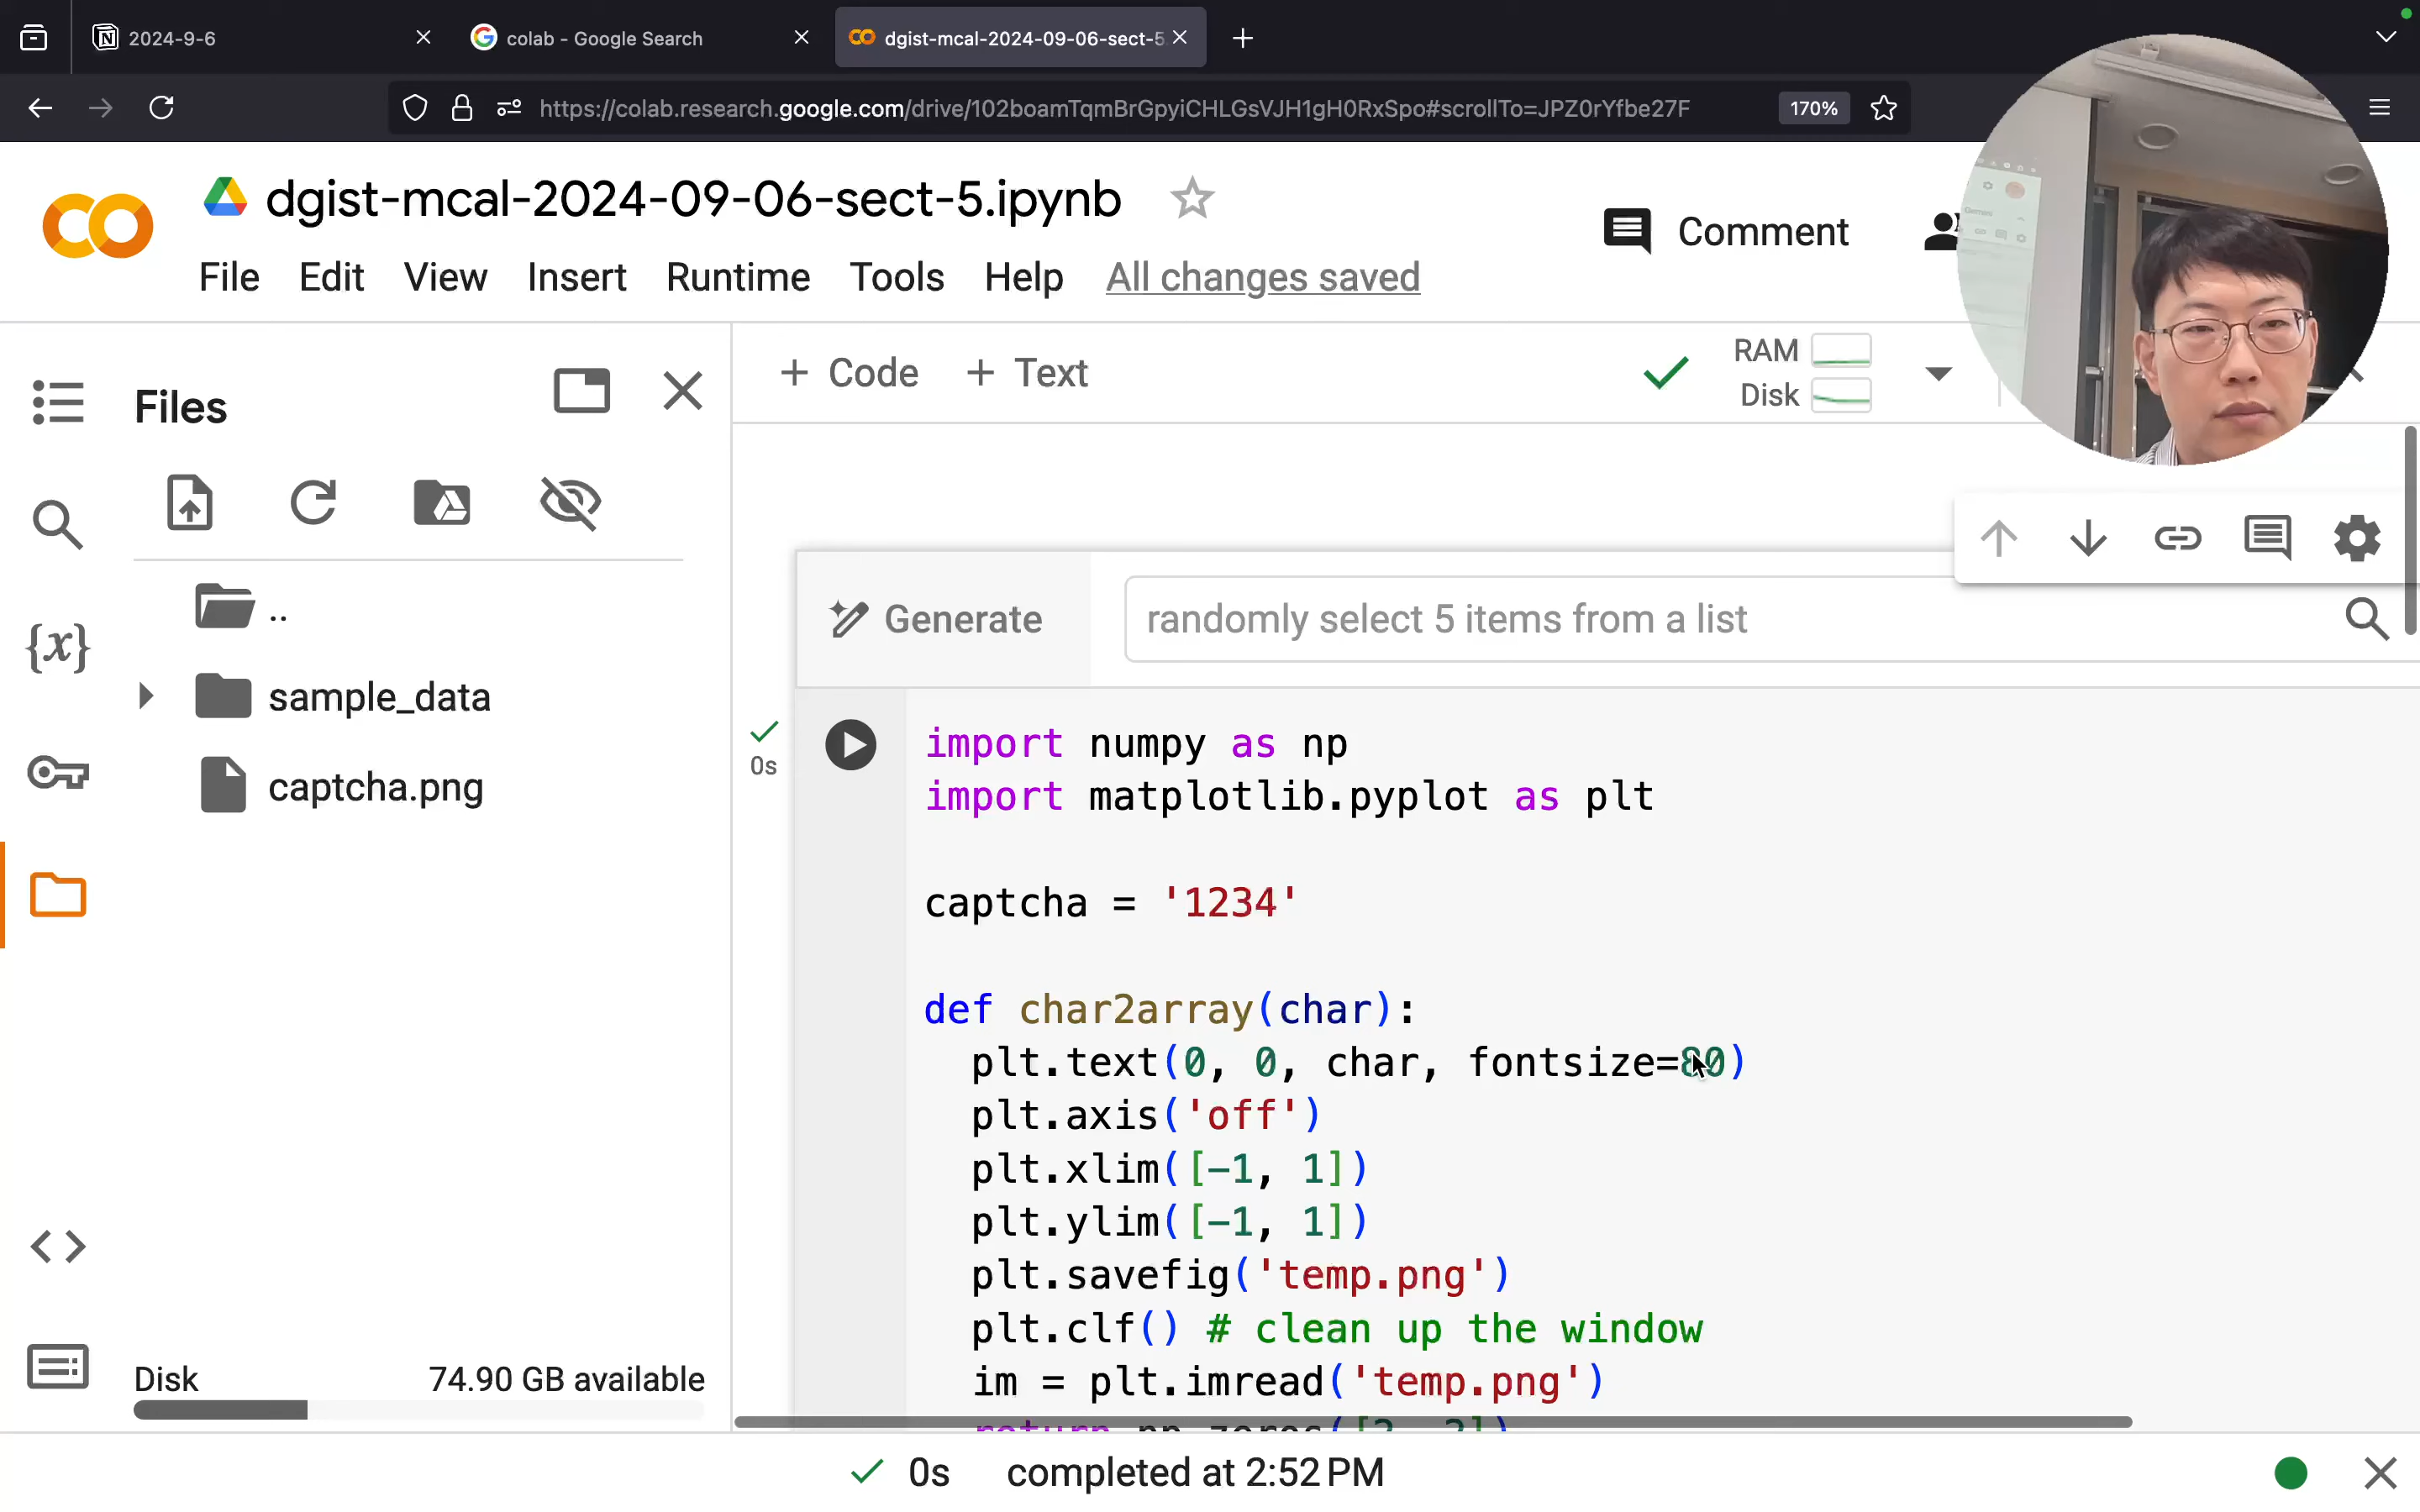 2024-9-6
colab - Google Search
dgist-mcal-2024-09-06-sect-5
https://colab.research.google.com/drive/102boamTqmBrGpyiCHLGsVJH1gH0RxSpo#scrollTo=JPZ0rYfbe27F
170%
dgist-mcal-2024-09-06-sect-5.ipynb
Comment
File Edit View Insert Runtime Tools Help All changes saved
Files
+ Code + Text
RAM
Disk
..
sample_data
captcha.png
{x}
Disk 74.90 GB available
Generate
randomly select 5 items from a list
0s
import numpy as np
import matplotlib.pyplot as plt
captcha = '1234'
def char2array(char):
plt.text(0, 0, char, fontsize=80)
plt.axis('off')
plt.xlim([-1, 1])
plt.ylim([-1, 1])
plt.savefig('temp.png')
plt.clf() # clean up the window
im = plt.imread('temp.png')
0s completed at 2:52 PM